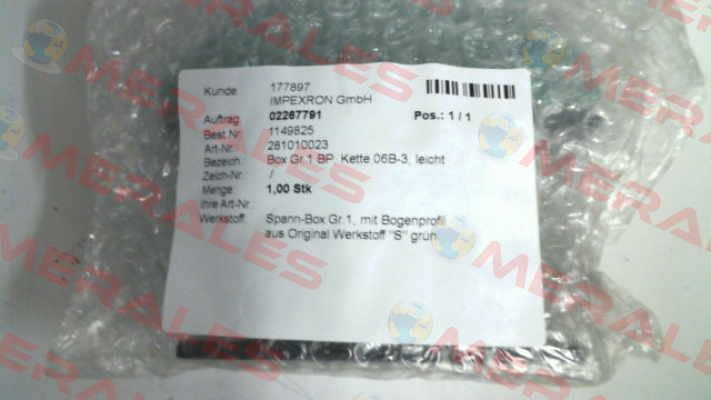 Kunde: 177897
IMPEXRON GmbH
Auftrag: 02267791 Pos.: 1 / 1
Best.Nr: 1149825
Art-Nr.: 281010023
Bezeich.: Box Gr.1 BP, Kette 06B-3, leicht
Zeich-Nr.: /
Menge: 1,00 Stk
Ihre Art-Nr
Werkstoff: Spann-Box Gr.1, mit Bogenprofil
aus Original Werkstoff "S" grün
MERALES
MERALES
MERALES
MERALES
MERALES